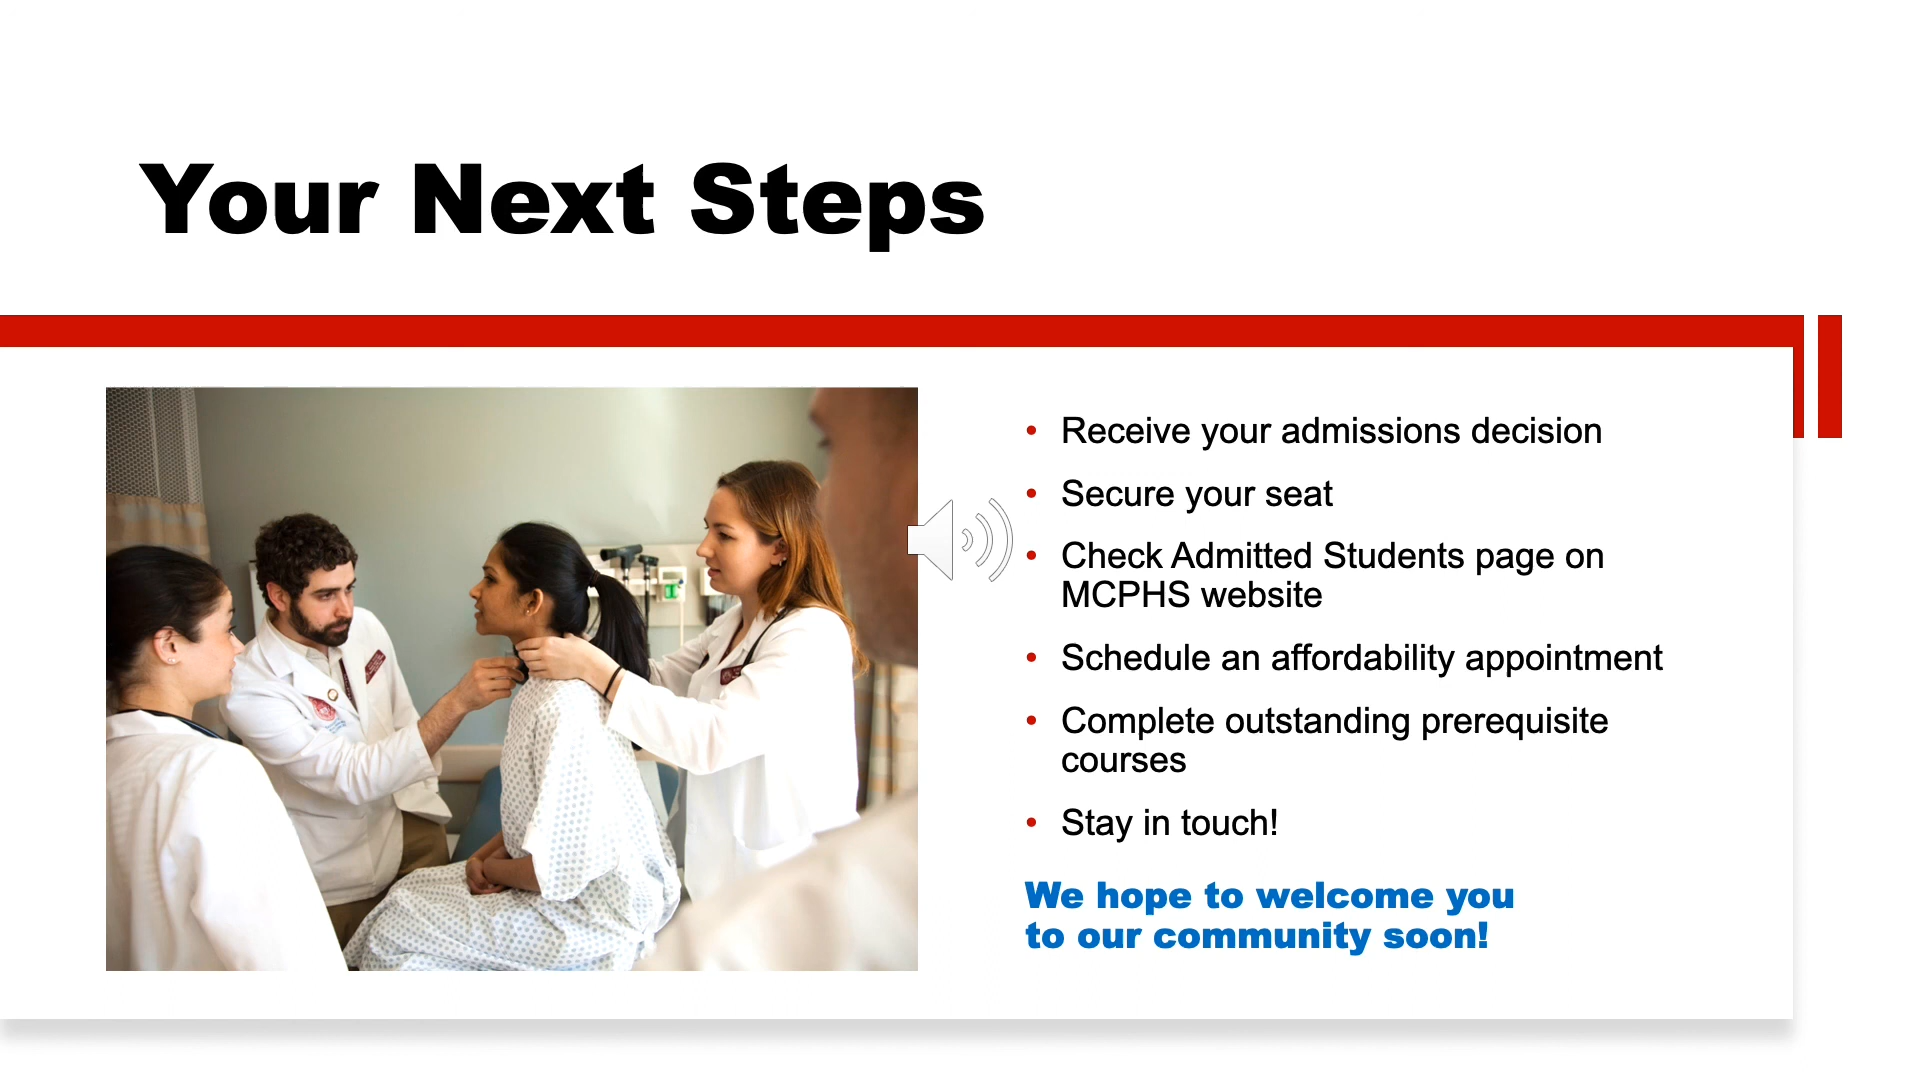 Your Next Steps
• Receive your admissions decision
• Secure your seat
• Check Admitted Students page on
MCPHS website
• Schedule an affordability appointment
• Complete outstanding prerequisite
courses
• Stay in touch!
We hope to welcome you
to our community soon!